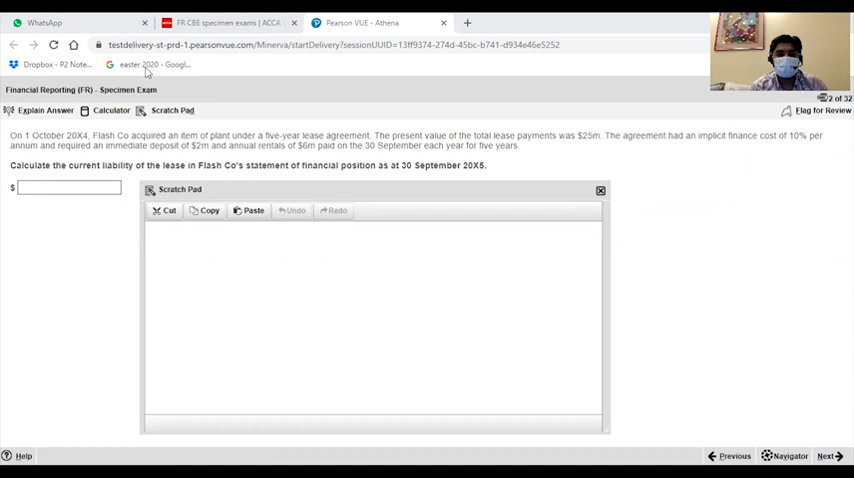 WhatsApp
FR CBE specimen exams | ACCA
Pearson VUE - Athena
testdelivery-st-prd-1.pearsonvue.com/Minerva/startDelivery?sessionUUID=13ff9374-274d-45bc-b741-d934e46e5252
Dropbox - P2 Note... easter 2020 - Googl...
Financial Reporting (FR) - Specimen Exam
2 of 32
Explain Answer Calculator Scratch Pad Flag for Review
On 1 October 20X4, Flash Co acquired an item of plant under a five-year lease agreement. The present value of the total lease payments was $25m. The agreement had an implicit finance cost of 10% per
annum and required an immediate deposit of $2m and annual rentals of $6m paid on the 30 September each year for five years.
Calculate the current liability of the lease in Flash Co's statement of financial position as at 30 September 20X5.
$
Scratch Pad
Cut Copy Paste Undo Redo
Help Previous Navigator Next